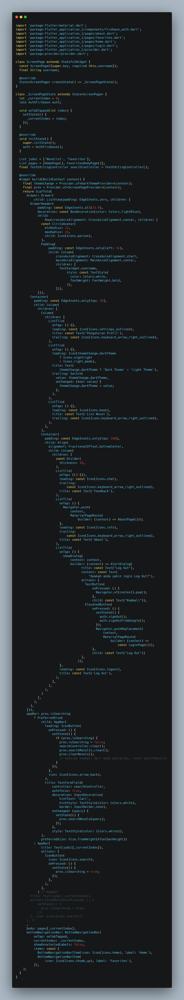 import 'package:flutter/material.dart';
import 'package:flutter_application_1/components/firebase_auth.dart';
import 'package:flutter_application_1/pages/about.dart';
import 'package:flutter_application_1/pages/favorites.dart';
import 'package:flutter_application_1/pages/home.dart';
import 'package:flutter_application_1/pages/login.dart';
import 'package:flutter_application_1/provider.dart';
import 'package:provider/provider.dart';

class ScreenPage extends StatefulWidget {
  const ScreenPage({super.key, required this.username});
  final String username;

  @override
  State<ScreenPage> createState() => _ScreenPageState();
}

class _ScreenPageState extends State<ScreenPage> {
  int _currentIndex = 0;
  late AuthFirebase auth;

  void onTabTapped(int index) {
    setState(() {
      _currentIndex = index;
    });
  }

  @override
  void initState() {
    super.initState();
    auth = AuthFirebase();
  }

  List judul = ['Novelist', 'Favorites'];
  List pages = [HomePage(), FavoritesBodyPage()];
  final TextEditingController searchController = TextEditingController();

  @override
  Widget build(BuildContext context) {
    final themeChange = Provider.of<DarkThemeProvider>(context);
    final prov = Provider.of<ScreenPageProvider>(context);
    return Scaffold(
      drawer: Drawer(
          child: ListView(padding: EdgeInsets.zero, children: [
        DrawerHeader(
            padding: const EdgeInsets.all(16.0),
            decoration: const BoxDecoration(color: Colors.lightBlue),
            child:
                Row(crossAxisAlignment: CrossAxisAlignment.center, children: [
              const CircleAvatar(
                minRadius: 12,
                maxRadius: 24,
                child: Icon(Icons.person),
              ),
              Padding(
                  padding: const EdgeInsets.only(left: 16),
                  child: Column(
                      crossAxisAlignment: CrossAxisAlignment.start,
                      mainAxisAlignment: MainAxisAlignment.center,
                      children: [
                        Text(widget.username,
                            style: const TextStyle(
                              color: Colors.white,
                              fontWeight: FontWeight.bold,
                            )),
                      ])),
            ])),
        Container(
          padding: const EdgeInsets.only(top: 20),
          child: Column(
            children: [
              Column(
                children: [
                  ListTile(
                    onTap: () {},
                    leading: const Icon(Icons.settings_outlined),
                    title: const Text('Pengaturan Profil'),
                    trailing: const Icon(Icons.keyboard_arrow_right_outlined),
                  ),
                  ListTile(
                    onTap: () {},
                    leading: Icon(themeChange.darkTheme
                        ? Icons.nightlight
                        : Icons.light_mode),
                    title: Text(
                        themeChange.darkTheme ? 'Dark Theme' : 'Light Theme'),
                    trailing: Switch(
                      value: themeChange.darkTheme,
                      onChanged: (bool value) {
                        themeChange.darkTheme = value;
                      },
                    ),
                  ),
                  ListTile(
                    onTap: () {},
                    leading: const Icon(Icons.book),
                    title: const Text('List Novel'),
                    trailing: const Icon(Icons.keyboard_arrow_right_outlined),
                  ),
                ],
              ),
              Container(
                padding: const EdgeInsets.only(top: 160),
                child: Align(
                  alignment: FractionalOffset.bottomCenter,
                  child: Column(
                    children: [
                      const Divider(
                        thickness: 10,
                      ),
                      ListTile(
                        onTap: (() {}),
                        leading: const Icon(Icons.chat),
                        trailing:
                            const Icon(Icons.keyboard_arrow_right_outlined),
                        title: const Text('Feedback'),
                      ),
                      ListTile(
                        onTap: () {
                          Navigator.push(
                              context,
                              MaterialPageRoute(
                                  builder: (context) => AboutPage()));
                        },
                        leading: const Icon(Icons.info),
                        trailing:
                            const Icon(Icons.keyboard_arrow_right_outlined),
                        title: const Text('About'),
                      ),
                      ListTile(
                        onTap: () {
                          showDialog(
                              context: context,
                              builder: (context) => AlertDialog(
                                    title: const Text("Log Out"),
                                    content: const Text(
                                        "Apakah anda yakin ingin Log Out?"),
                                    actions: [
                                      TextButton(
                                          onPressed: () {
                                            Navigator.of(context).pop();
                                          },
                                          child: const Text("Kembali")),
                                      ElevatedButton(
                                          onPressed: () {
                                            setState(() {
                                              auth.signOut();
                                              auth.signOutFromGoogle();
                                            });
                                            Navigator.pushReplacement(
                                                context,
                                                MaterialPageRoute(
                                                    builder: (context) =>
                                                        const LoginPage()));
                                          },
                                          child: const Text("Log Out"))
                                    ],
                                  ));
                        },
                        leading: const Icon(Icons.logout),
                        title: const Text('Log Out'),
                      ),
                    ],
                  ),
                ),
              )
            ],
          ),
        ),
      ])),
      appBar: prov.isSearching
          ? PreferredSize(
              child: AppBar(
                leading: IconButton(
                  onPressed: () {
                    setState(() {
                      if (prov.isSearching) {
                        prov.isSearching = false;
                        searchController.clear();
                        prov.searchResults.clear();
                        prov.clearNovels();
                        // Setelah kembali dari mode pencarian, reset searchResults
                      }
                    });
                  },
                  icon: Icon(Icons.arrow_back),
                ),
                title: TextFormField(
                    controller: searchController,
                    autofocus: true,
                    decoration: InputDecoration(
                        hintText: 'Cari',
                        hintStyle: TextStyle(color: Colors.white),
                        border: InputBorder.none),
                    onChanged: (query) {
                      setState(() {
                        prov.searchNovels(query);
                      });
                    },
                    style: TextStyle(color: Colors.white)),
              ),
              preferredSize: Size.fromHeight(kToolbarHeight))
          : AppBar(
              title: Text(judul[_currentIndex]),
              actions: [
                IconButton(
                  icon: Icon(Icons.search),
                  onPressed: () {
                    setState(() {
                      prov.isSearching = true;
                    });
                  },
                ),
              ],
            ) /* AppBar(
        title: Text(judul[_currentIndex]),
        actions:[IconButton(onPressed: () {
            setState(() {
              prov.isSearching = true;
            });
        }, icon: Icon(Icons.search))]
      ), */
      ,
      body: pages[_currentIndex],
      bottomNavigationBar: BottomNavigationBar(
          onTap: onTabTapped,
          currentIndex: _currentIndex,
          showUnselectedLabels: false,
          items: const [
            BottomNavigationBarItem(icon: Icon(Icons.home), label: 'Home'),
            BottomNavigationBarItem(
                icon: Icon(Icons.thumb_up), label: 'Favorites'),
          ]),
    );
  }
}